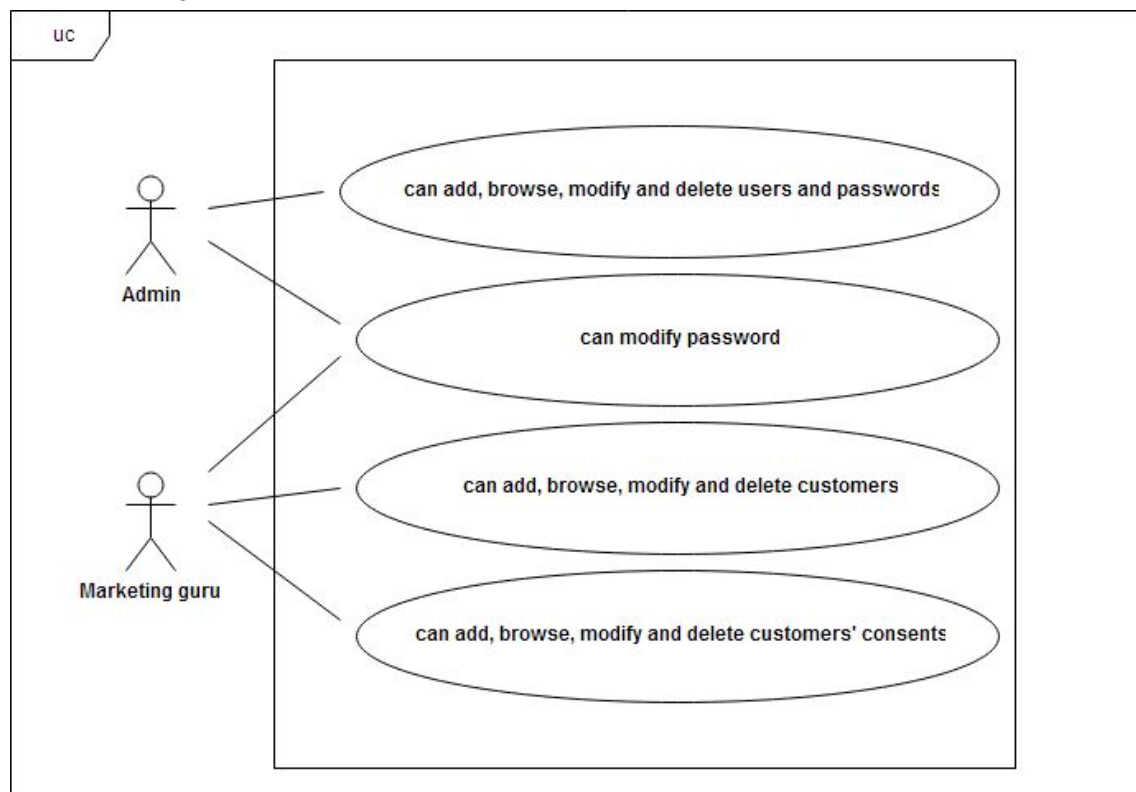 uc
can add, browse, modify and delete users and passwords
Admin
can modify password
can add, browse, modify and delete customers
Marketing guru
can add, browse, modify and delete customers' consents